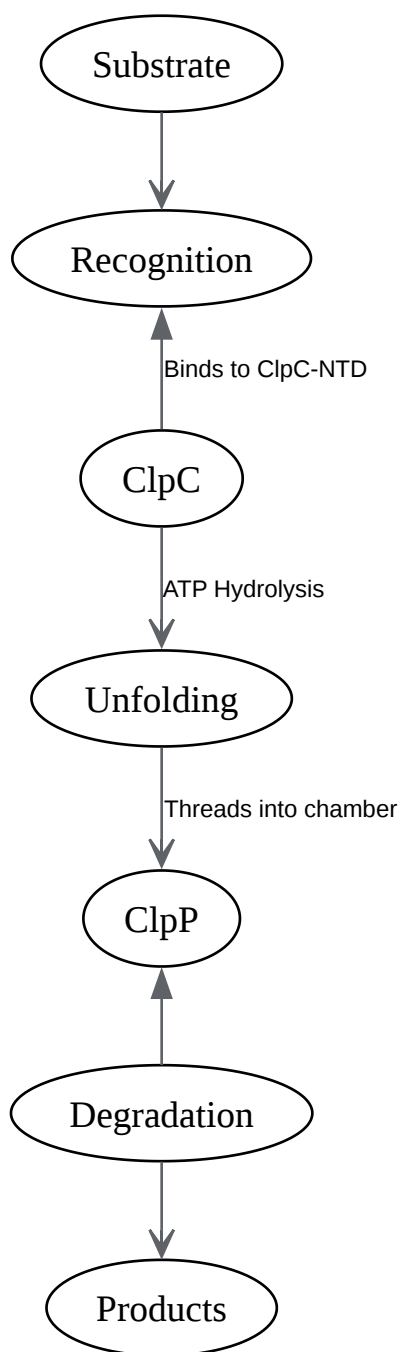 Substrate
Recognition
Binds to ClpC-NTD
ClpC
ATP Hydrolysis
Unfolding
Threads into chamber
ClpP
Degradation
Products